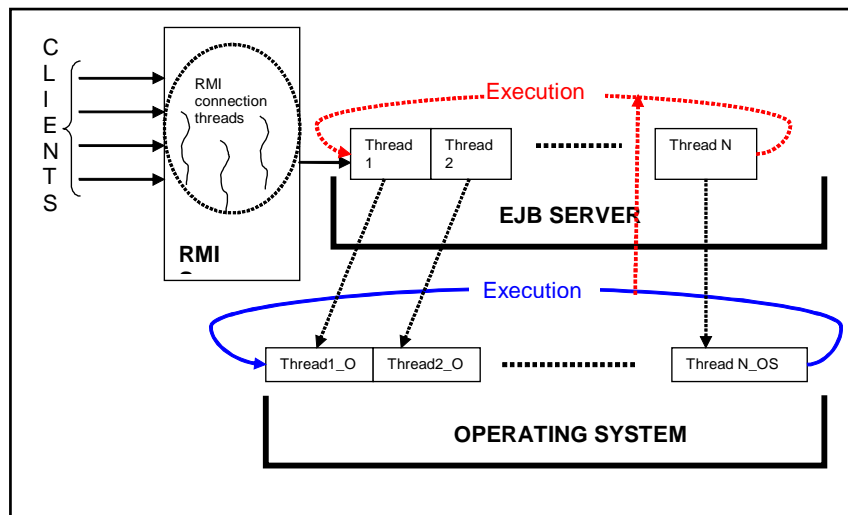 CLIENTS
RMI
connection
threads
RMI
Execution
Thread
1
Thread
2
Thread N
EJB SERVER
Execution
Thread1_O
Thread2_O
Thread N_OS
OPERATING SYSTEM